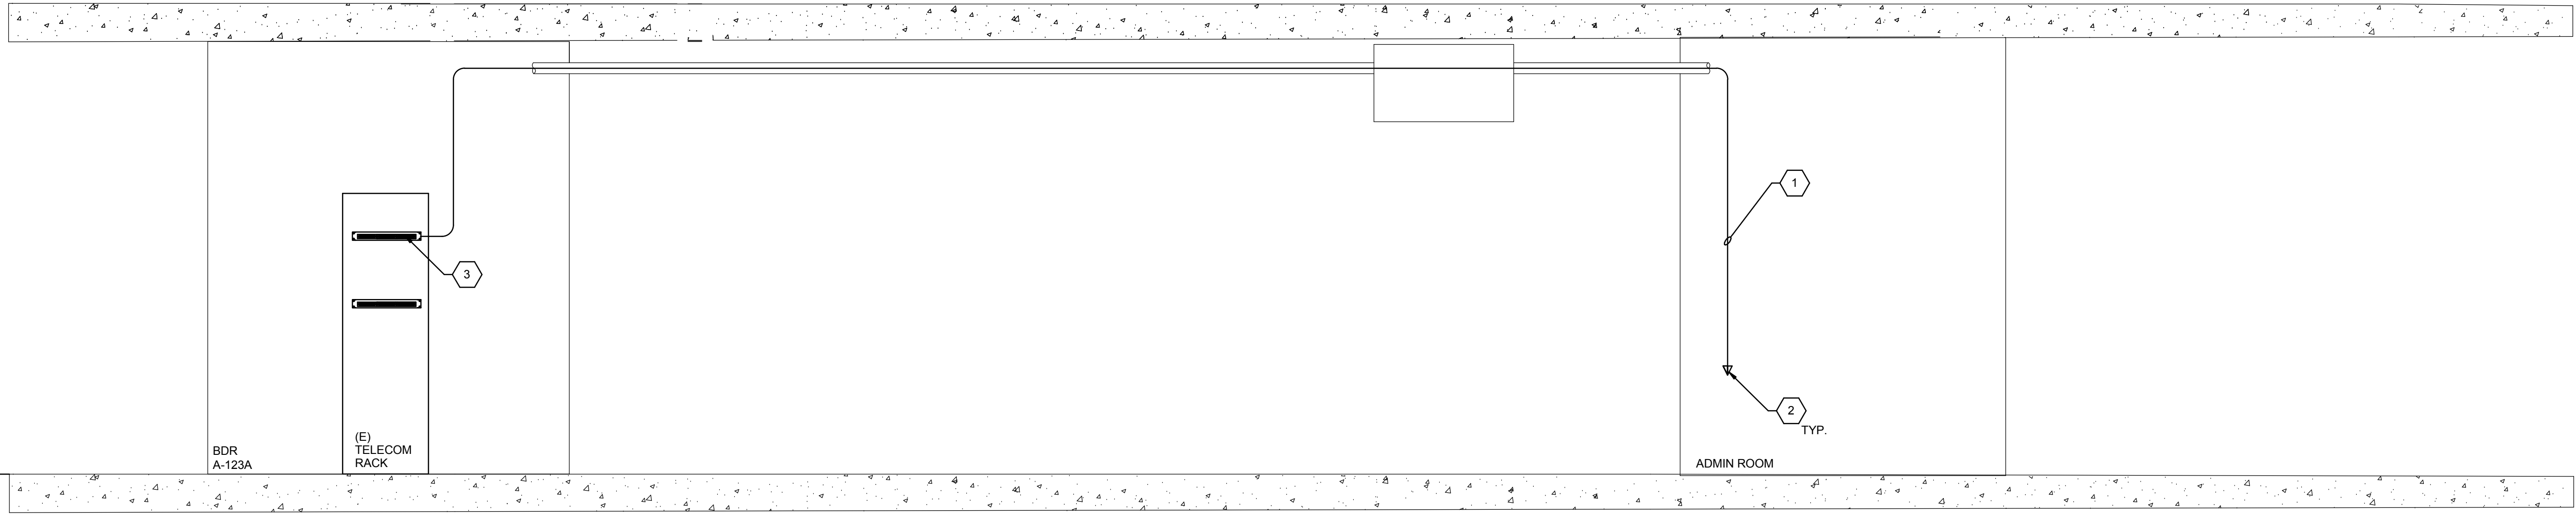 1
3
2
TYP.
(E)
TELECOM
RACK
BDR
A-123A
ADMIN ROOM